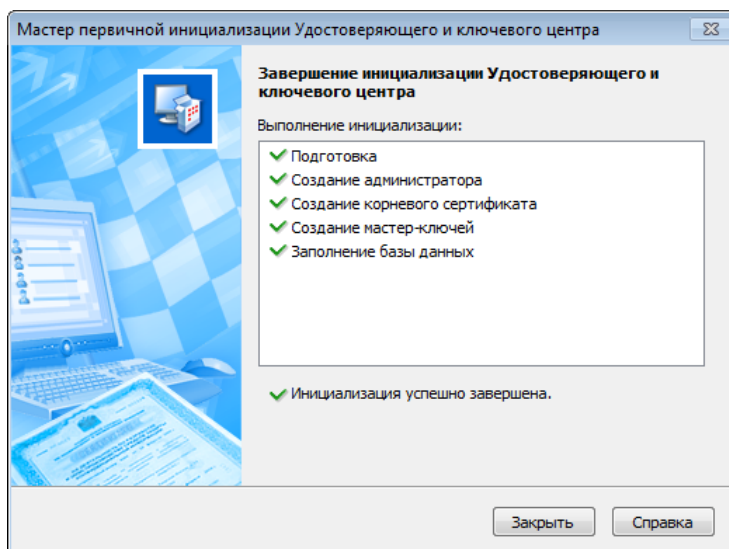 Мастер первичной инициализации Удостоверяющего и ключевого центра
Завершение инициализации Удостоверяющего и
ключевого центра
Выполнение инициализации:
Подготовка
Создание администратора
Создание корневого сертификата
Создание мастер-ключей
Заполнение базы данных
Инициализация успешно завершена.
Закрыть
Справка